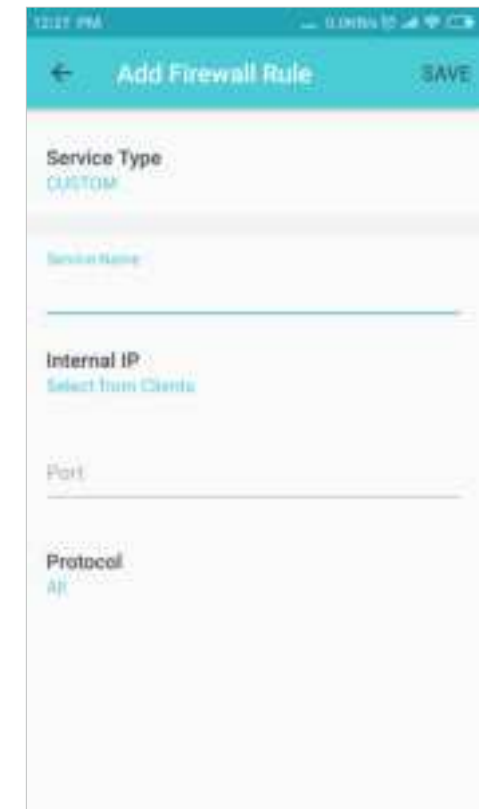 12:21 PM
Add Firewall Rule
SAVE
Service Type
CUSTOM
Service Name
Internal IP
Select from Clients
Port
Protocol
All